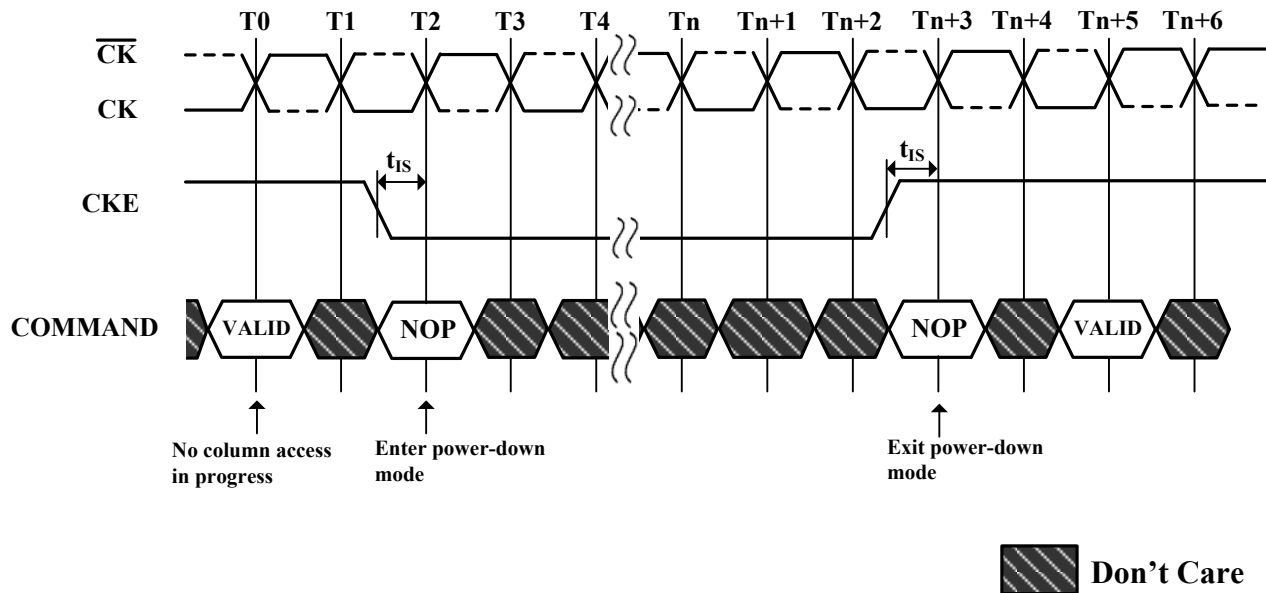 T0 T1 T2 T3 T4 Tn Tn+1 Tn+2 Tn+3 Tn+4 Tn+5 Tn+6
CK
CK
tIS tIS
CKE
COMMAND VALID NOP NOP VALID
No column access
in progress
Enter power-down
mode
Exit power-down
mode
Don't Care